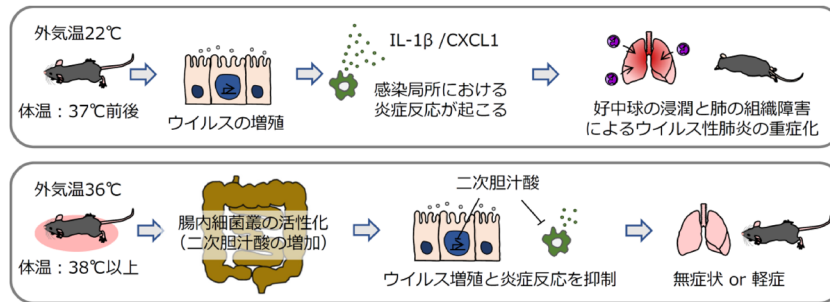 外気温22℃
体温：37℃前後
ウイルスの増殖
IL-1β /CXCL1
感染局所における
炎症反応が起こる
好中球の浸潤と肺の組織障害
によるウイルス性肺炎の重症化
外気温36℃
体温：38℃以上
腸内細菌叢の活性化
（二次胆汁酸の増加）
二次胆汁酸
ウイルス増殖と炎症反応を抑制
無症状 or 軽症